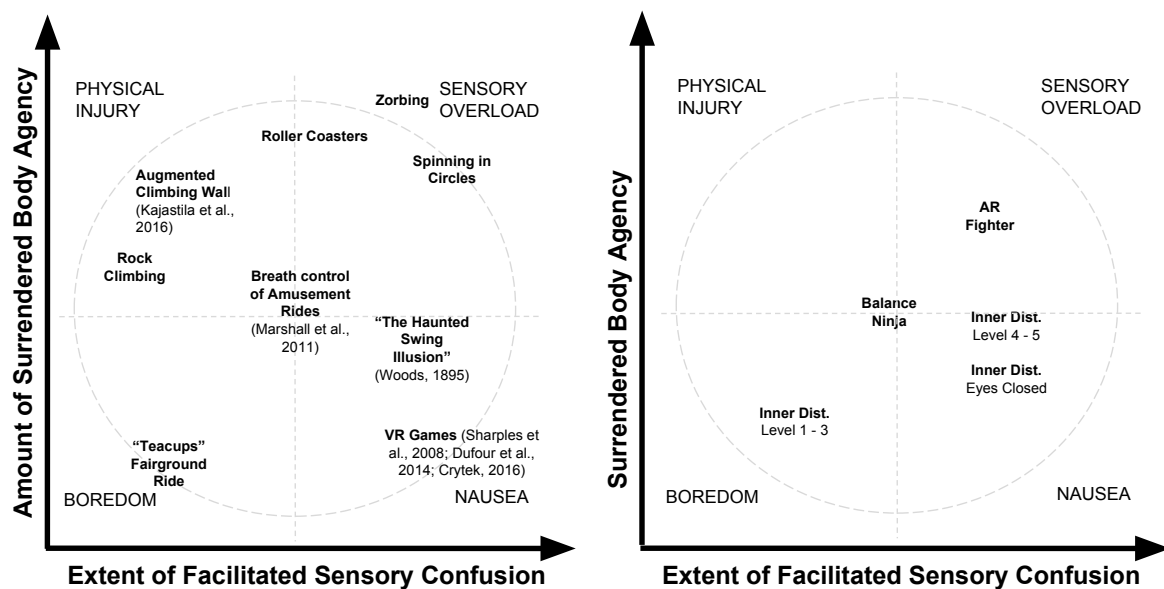 Amount of Surrendered Body Agency
PHYSICAL
INJURY
SENSORY
OVERLOAD
Zorbing
Roller Coasters
Spinning in
Circles
Augmented
Climbing Wall
(Kajastila et al.,
2016)
Rock
Climbing
Breath control
of Amusement
Rides
(Marshall et al.,
2011)
“The Haunted
Swing
Illusion”
(Woods, 1895)
VR Games (Sharples et
al., 2008; Dufour et al.,
2014; Crytek, 2016)
“Teacups”
Fairground
Ride
BOREDOM
NAUSEA
Extent of Facilitated Sensory Confusion
Surrendered Body Agency
PHYSICAL
INJURY
SENSORY
OVERLOAD
AR
Fighter
Balance
Ninja
Inner Dist.
Level 4 - 5
Inner Dist.
Eyes Closed
Inner Dist.
Level 1 - 3
BOREDOM
NAUSEA
Extent of Facilitated Sensory Confusion